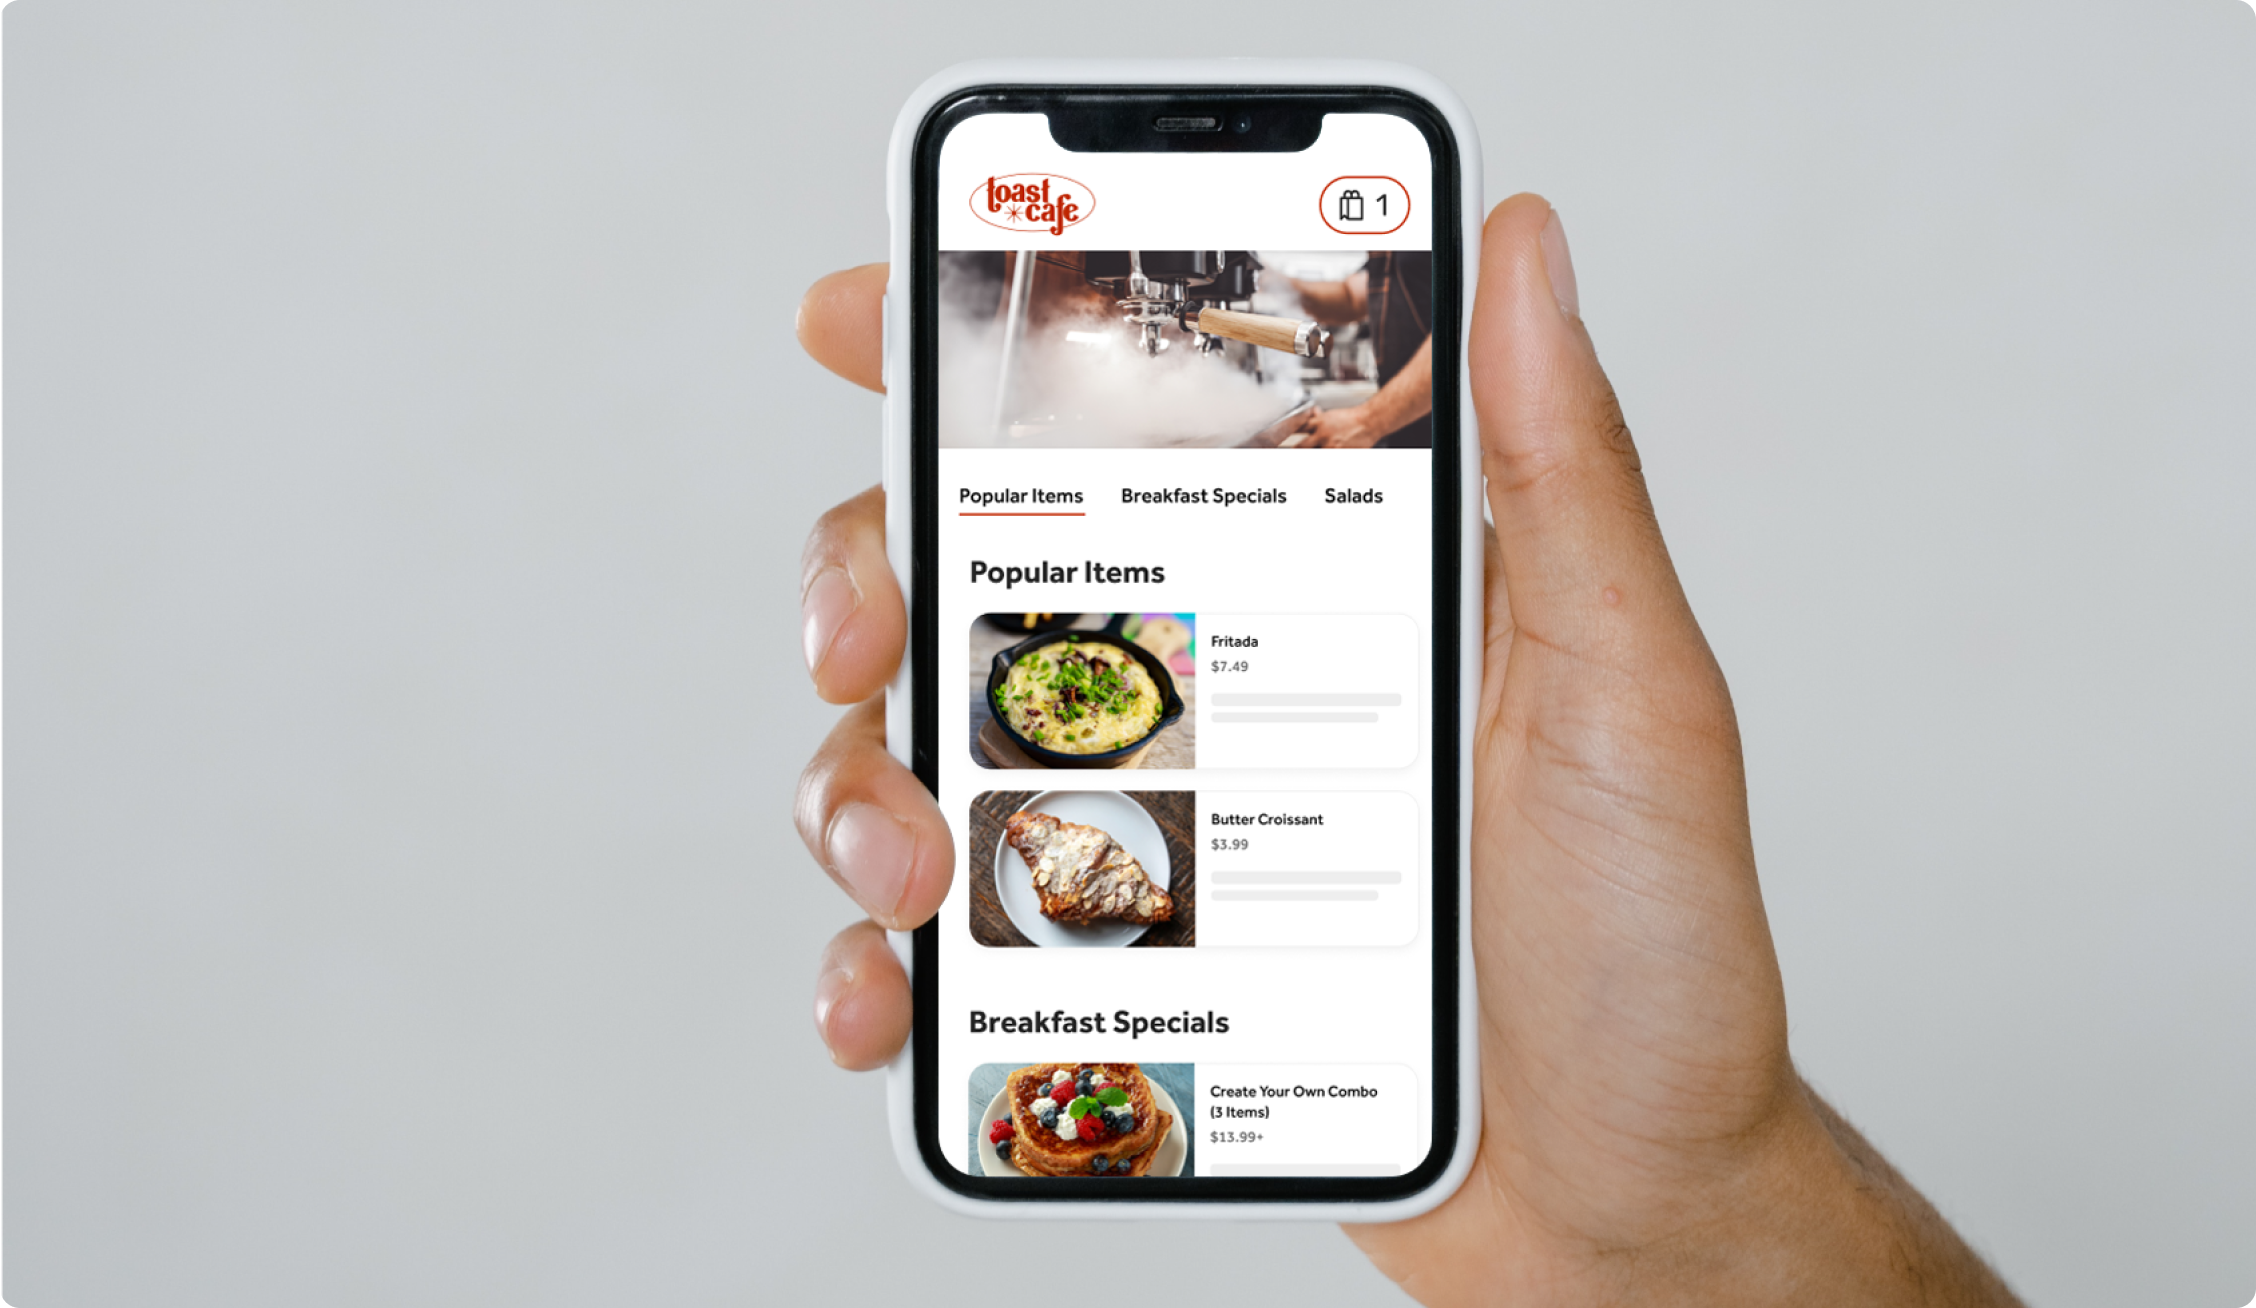 toast
cafe
1
Popular Items Breakfast Specials Salads
Popular Items
Fritada
$7.49
Butter Croissant
$3.99
Breakfast Specials
Create Your Own Combo
(3 Items)
$13.99+